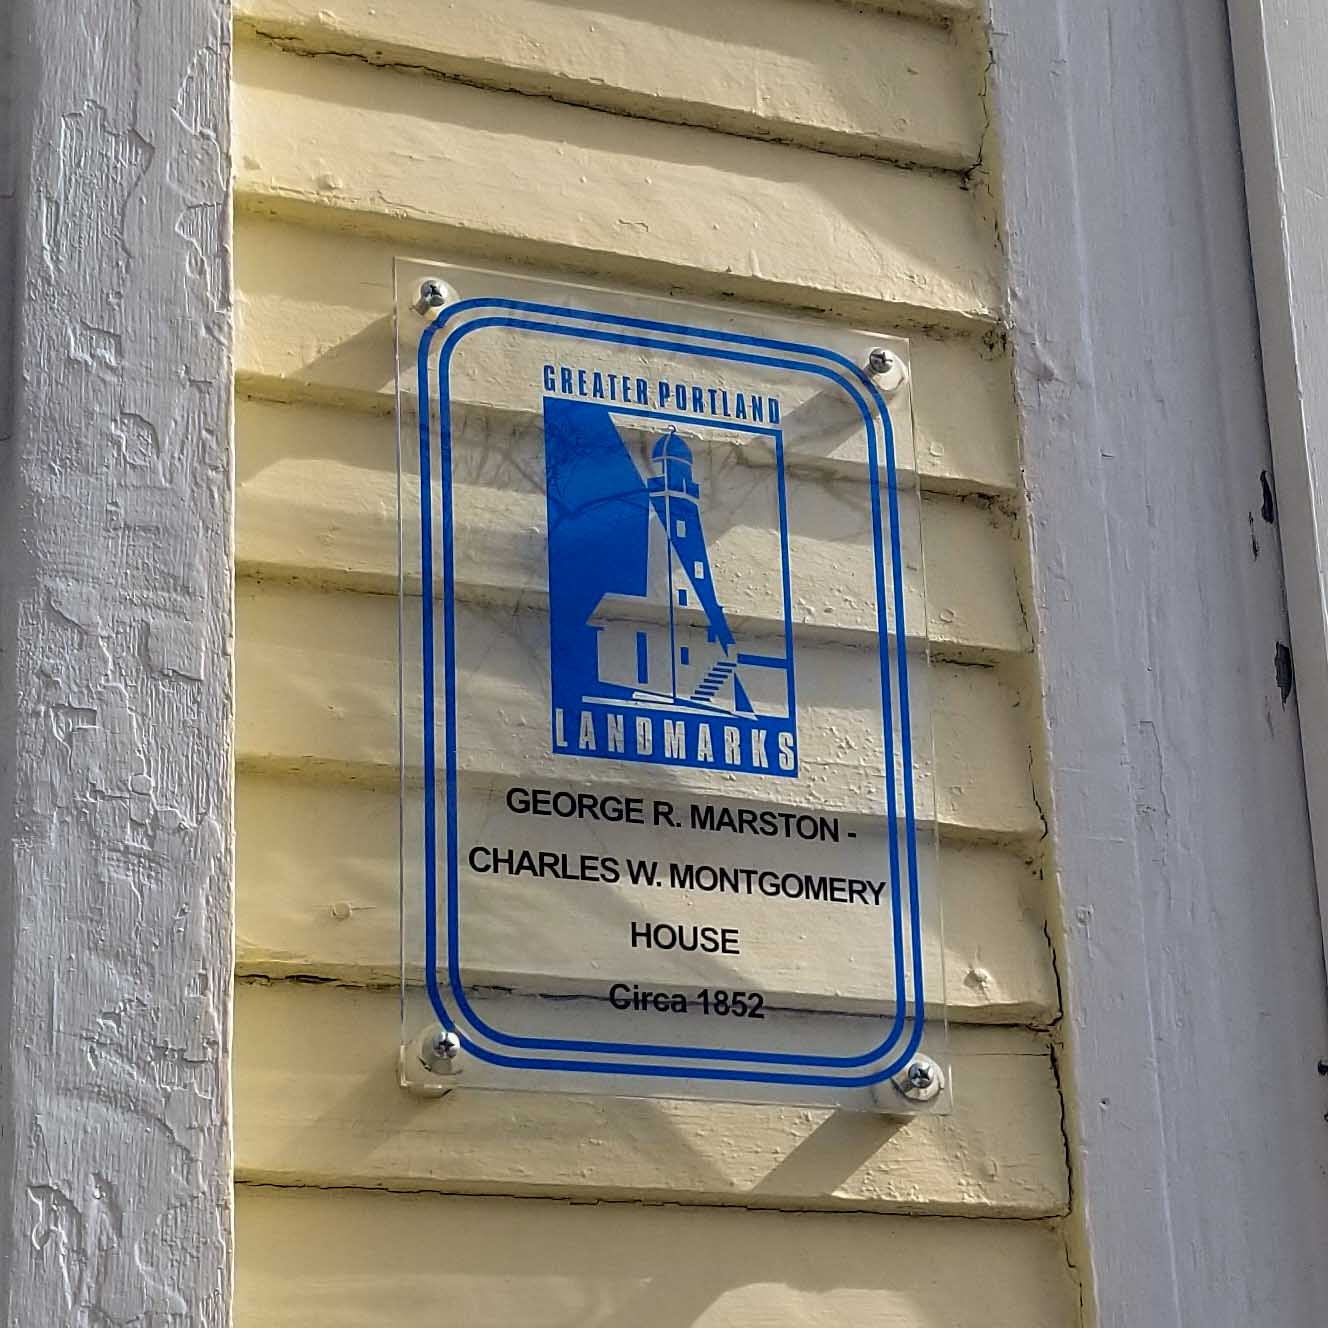 GREATER PORTLAND
LANDMARKS
GEORGE R. MARSTON -
CHARLES W. MONTGOMERY
HOUSE
Circa 1852